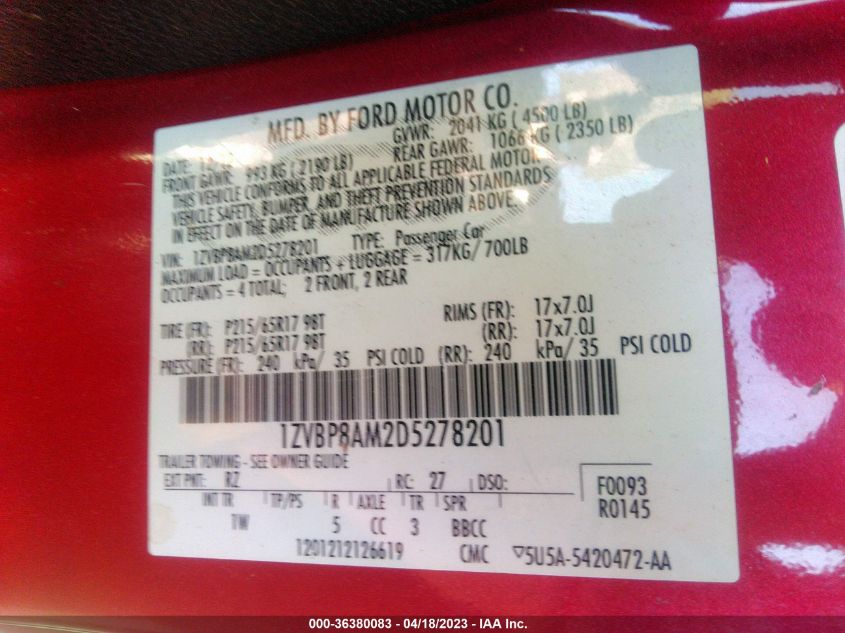 MFD. BY FORD MOTOR CO.
DATE: GVWR: 2041 KG ( 4500 LB)
FRONT GAWR: 993 KG ( 2190 LB) REAR GAWR: 1066 KG ( 2350 LB)
THIS VEHICLE CONFORMS TO ALL APPLICABLE FEDERAL MOTOR
VEHICLE SAFETY, BUMPER, AND THEFT PREVENTION STANDARDS
IN EFFECT ON THE DATE OF MANUFACTURE SHOWN ABOVE.
VIN: 1ZVBP8AM2D5278201 TYPE: Passenger Car
MAXIMUM LOAD = OCCUPANTS + LUGGAGE = 317KG/ 700LB
OCCUPANTS = 4 TOTAL; 2 FRONT, 2 REAR
TIRE (FR): P215/65R17 98T RIMS (FR): 17x7.0J
(RR): P215/65R17 98T (RR): 17x7.0J
PRESSURE (FR): 240 kPa/ 35 PSI COLD (RR): 240 kPa/ 35 PSI COLD
1ZVBP8AM2D5278201
TRAILER TOWING - SEE OWNER GUIDE
EXT PNT: RZ RC: 27 DSO: F0093
INT TR TP/PS R AXLE TR SPR R0145
TW 5 CC 3 BBCC
1201212126619 CMC ▽5U5A-5420472-AA
000-36380083 - 04/18/2023 - IAA Inc.